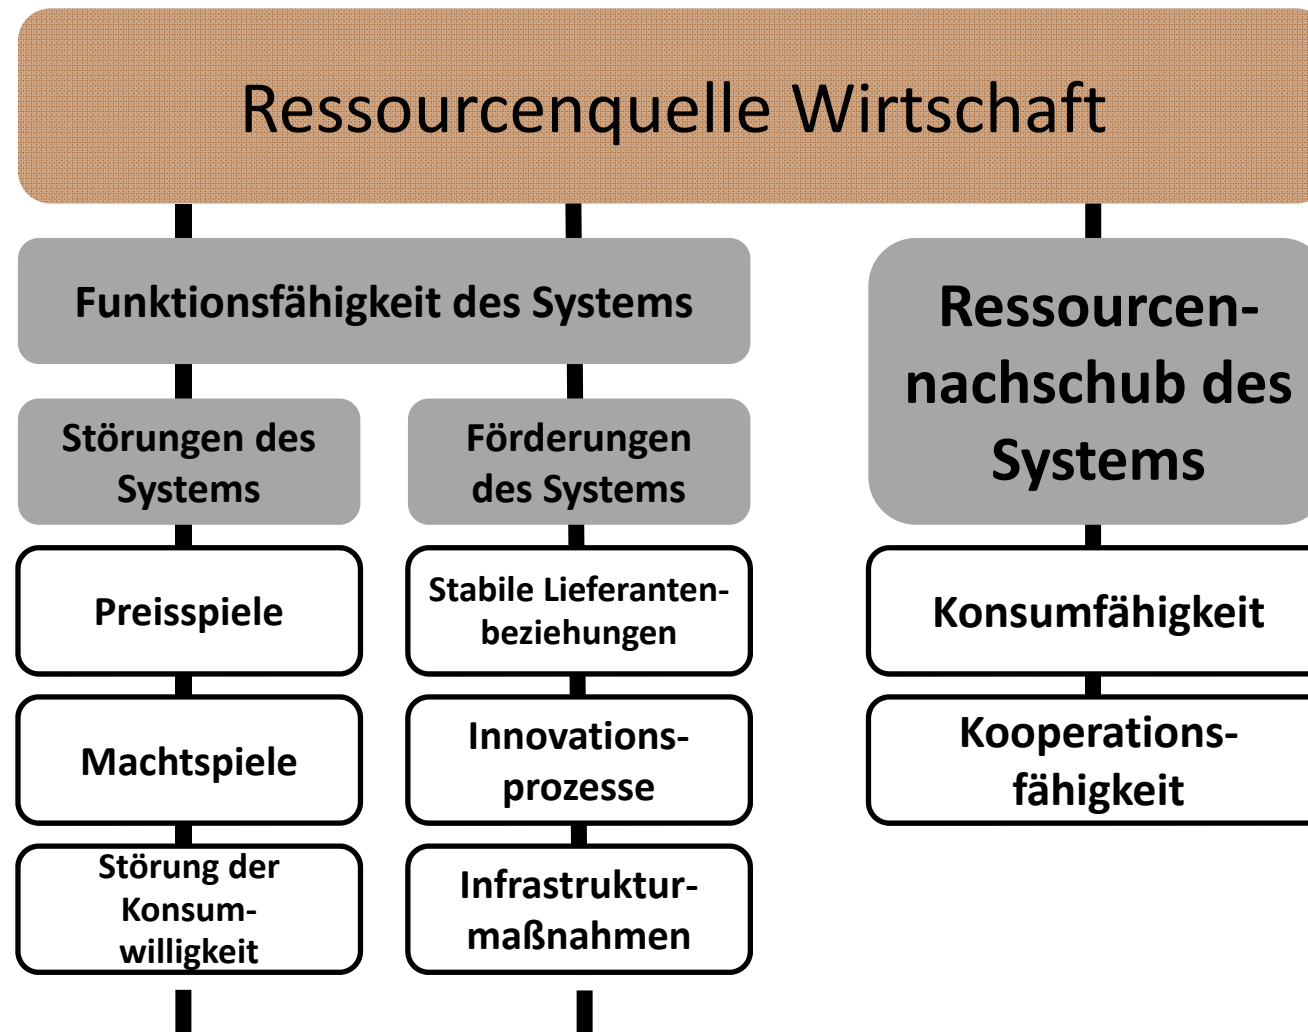 Ressourcenquelle Wirtschaft
Funktionsfähigkeit des Systems
Störungen des
Systems
Preisspiele
Machtspiele
Störung der
Konsum-
willigkeit
Förderungen
des Systems
Stabile Lieferanten-
beziehungen
Innovations-
prozesse
Infrastruktur-
maßnahmen
Ressourcen-
nachschub des
Systems
Konsumfähigkeit
Kooperations-
fähigkeit